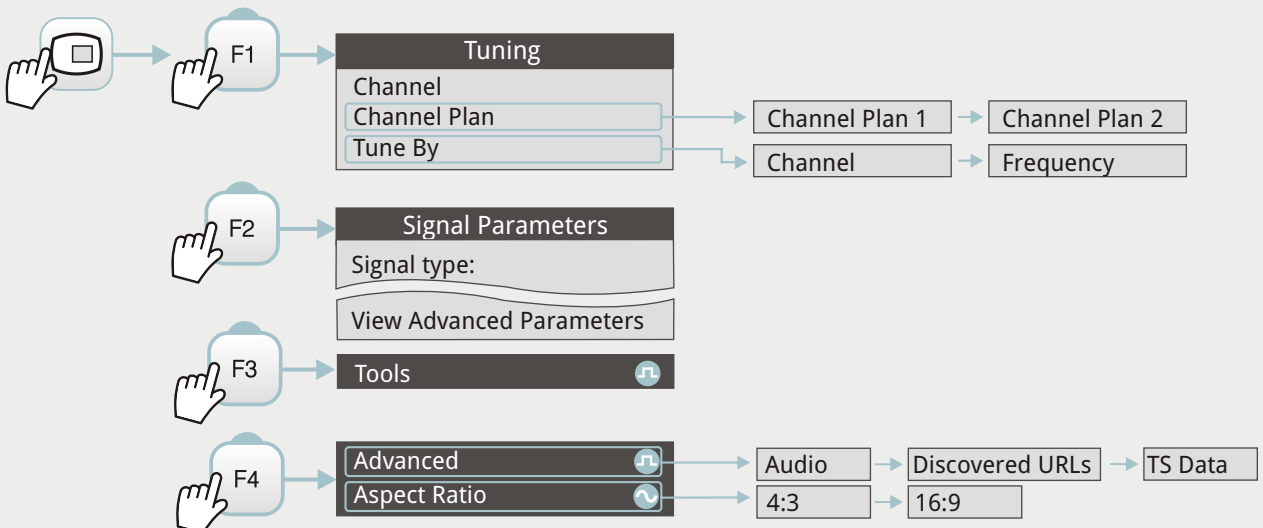 F1
Tuning
Channel
Channel Plan
Channel Plan 1
Channel Plan 2
Tune By
Channel
Frequency
F2
Signal Parameters
Signal type:
View Advanced Parameters
F3
Tools
F4
Advanced
Audio
Discovered URLs
TS Data
Aspect Ratio
4:3
16:9